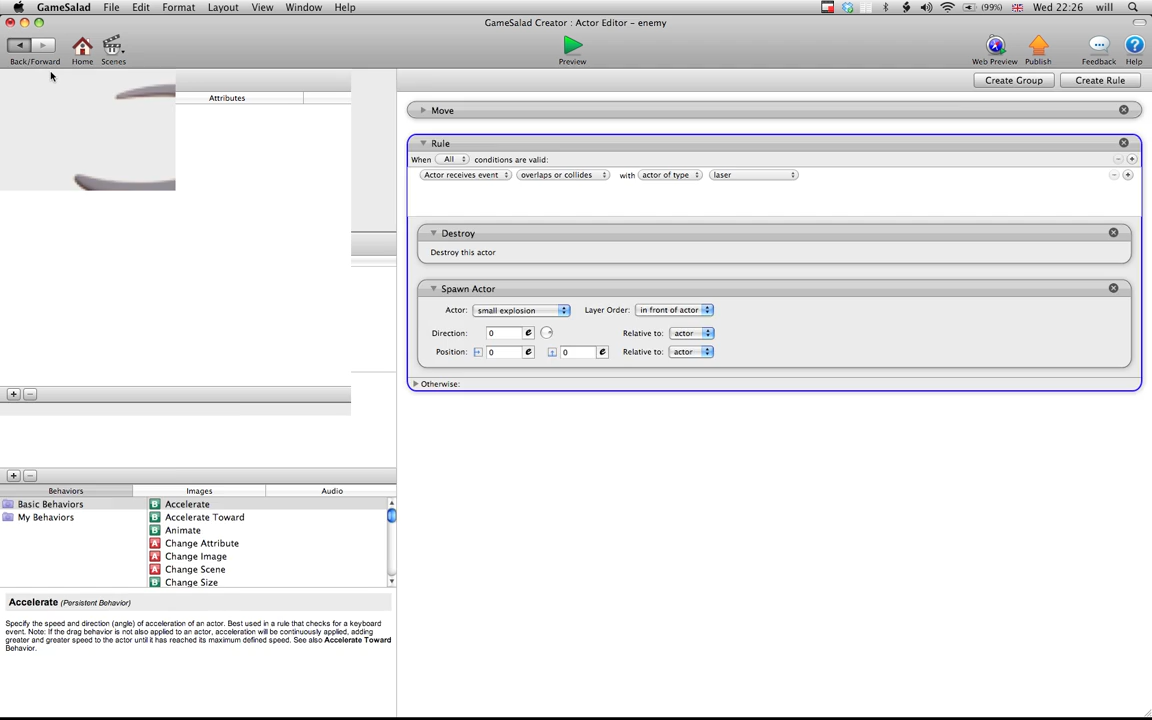 GameSalad File Edit Format Layout View Window Help (99%) Wed 22:26 will
GameSalad Creator : Actor Editor - enemy
Back/Forward Home Scenes Preview Web Preview Publish Feedback Help
Create Group Create Rule
Attributes
Move
Rule
When All conditions are valid:
Actor receives event overlaps or collides with actor of type laser
Destroy
Destroy this actor
Spawn Actor
Actor: small explosion Layer Order: in front of actor
Direction: 0 e Relative to: actor
Position: 0 e 0 e Relative to: actor
Otherwise:
Behaviors Images Audio
Basic Behaviors
My Behaviors
B Accelerate
B Accelerate Toward
B Animate
A Change Attribute
A Change Image
A Change Scene
B Change Size
Accelerate (Persistent Behavior)
Specify the speed and direction (angle) of acceleration of an actor. Best used in a rule that checks for a keyboard
event. Note: If the drag behavior is not also applied to an actor, acceleration will be continuously applied, adding
greater and greater speed to the actor until it has reached its maximum defined speed. See also Accelerate Toward
Behavior.